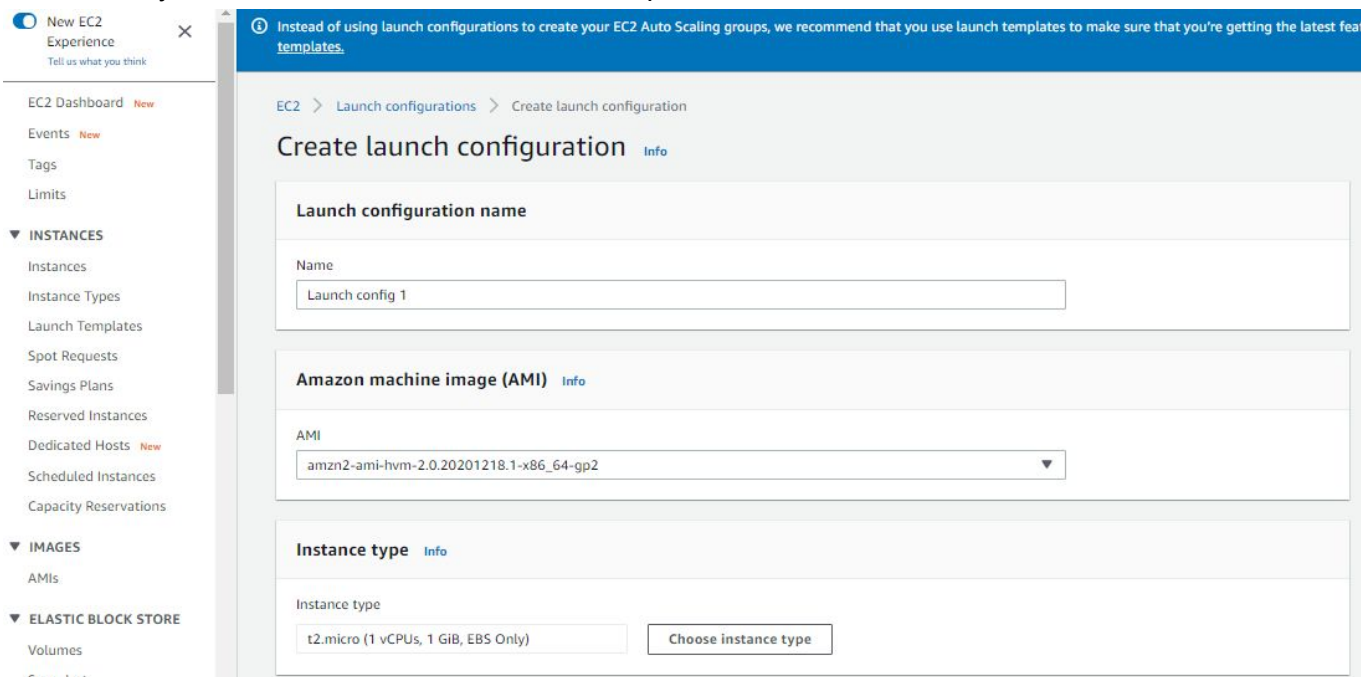 New EC2
Experience
Tell us what you think
EC2 Dashboard New
Events New
Tags
Limits
INSTANCES
Instances
Instance Types
Launch Templates
Spot Requests
Savings Plans
Reserved Instances
Dedicated Hosts New
Scheduled Instances
Capacity Reservations
IMAGES
AMIs
ELASTIC BLOCK STORE
Volumes
Instead of using launch configurations to create your EC2 Auto Scaling groups, we recommend that you use launch templates to make sure that you're getting the latest fea
templates.
EC2 > Launch configurations > Create launch configuration
Create launch configuration Info
Launch configuration name
Name
Launch config 1
Amazon machine image (AMI) Info
AMI
amzn2-ami-hvm-2.0.20201218.1-x86_64-gp2
Instance type Info
Instance type
t2.micro (1 vCPUs, 1 GiB, EBS Only)
Choose instance type